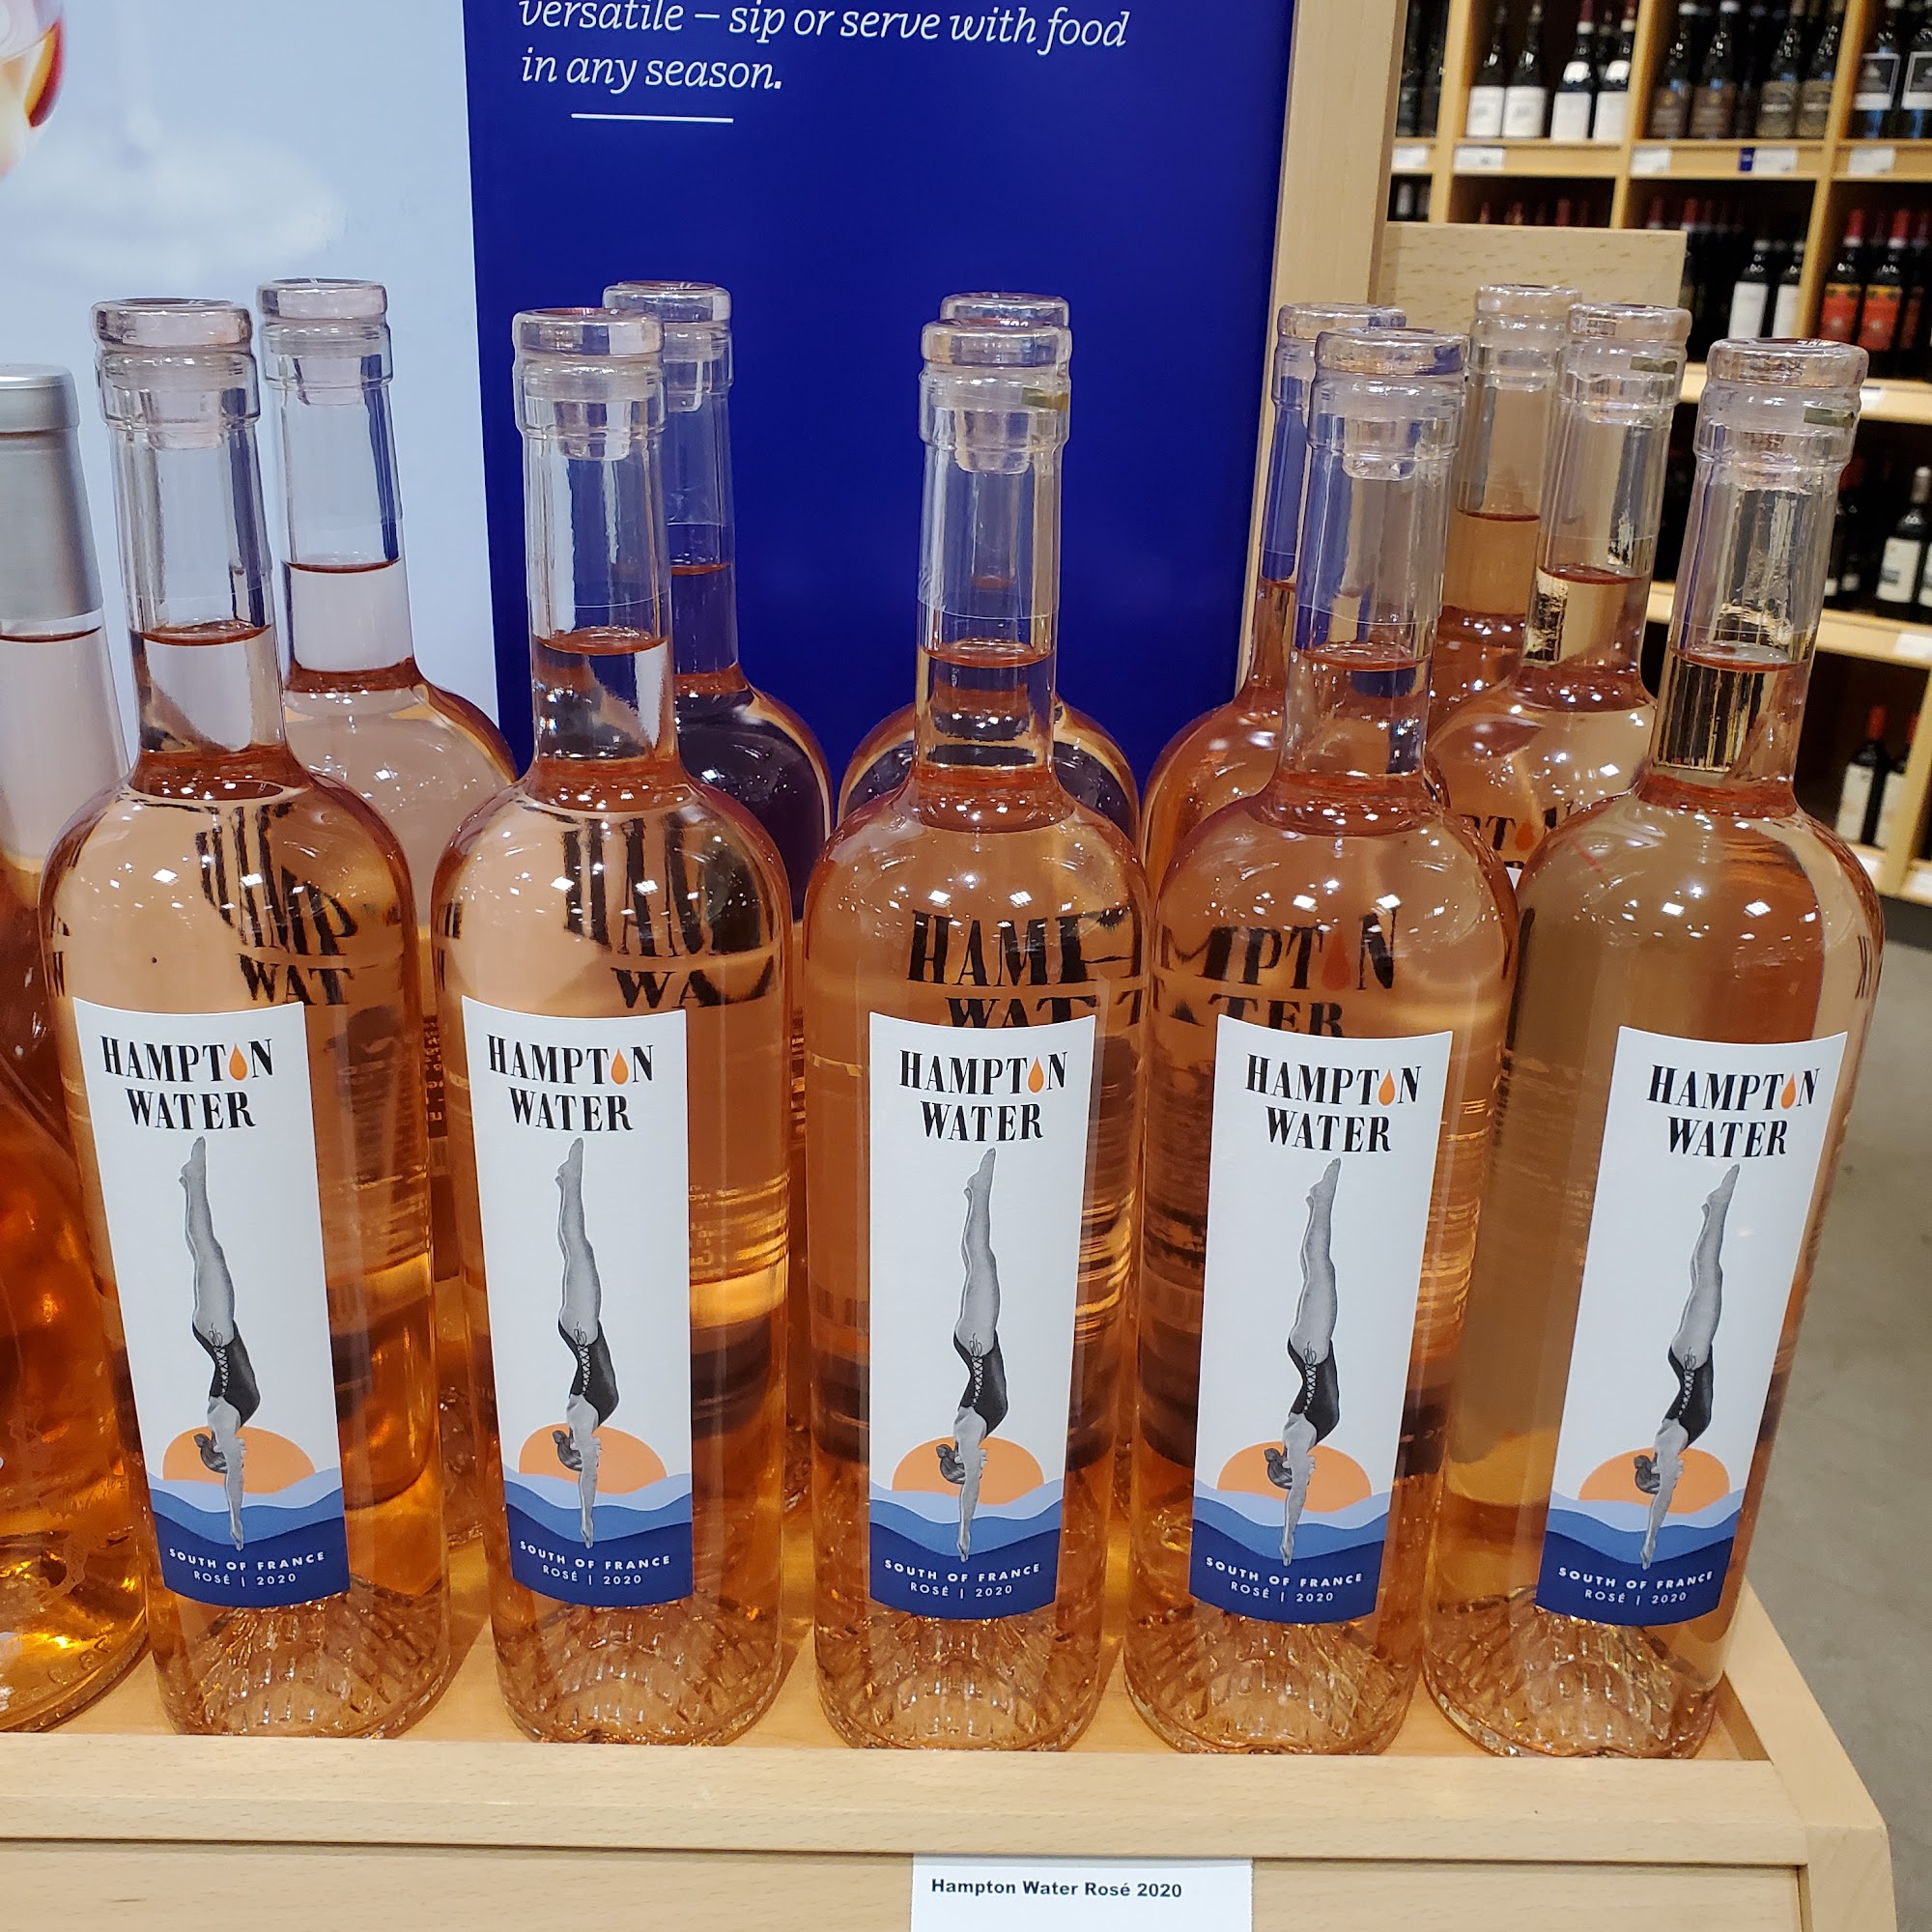 versatile – sip or serve with food
in any season.
HAMPTON
WATER
SOUTH OF FRANCE
ROSÉ | 2020
HAMPTON
WATER
SOUTH OF FRANCE
ROSÉ | 2020
HAMPTON
WATER
SOUTH OF FRANCE
ROSÉ | 2020
HAMPTON
WATER
SOUTH OF FRANCE
ROSÉ | 2020
HAMPTON
WATER
SOUTH OF FRANCE
ROSÉ | 2020
Hampton Water Rosé 2020